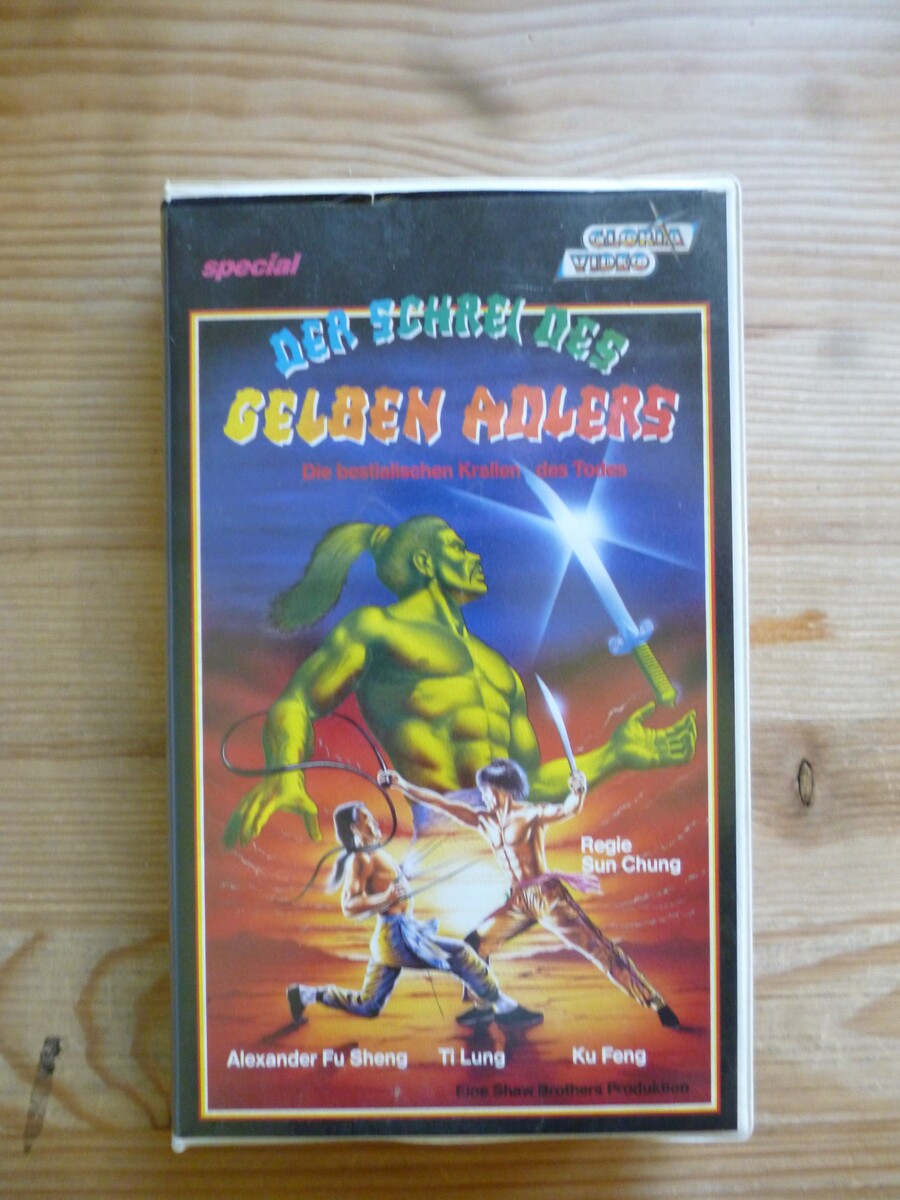 special
GLORIA
VIDEO
DER SCHREI DES
GELBEN ADLERS
Die bestialischen Krallen des Todes
Regie
Sun Chung
Alexander Fu Sheng Ti Lung Ku Feng
Eine Shaw Brothers Produktion